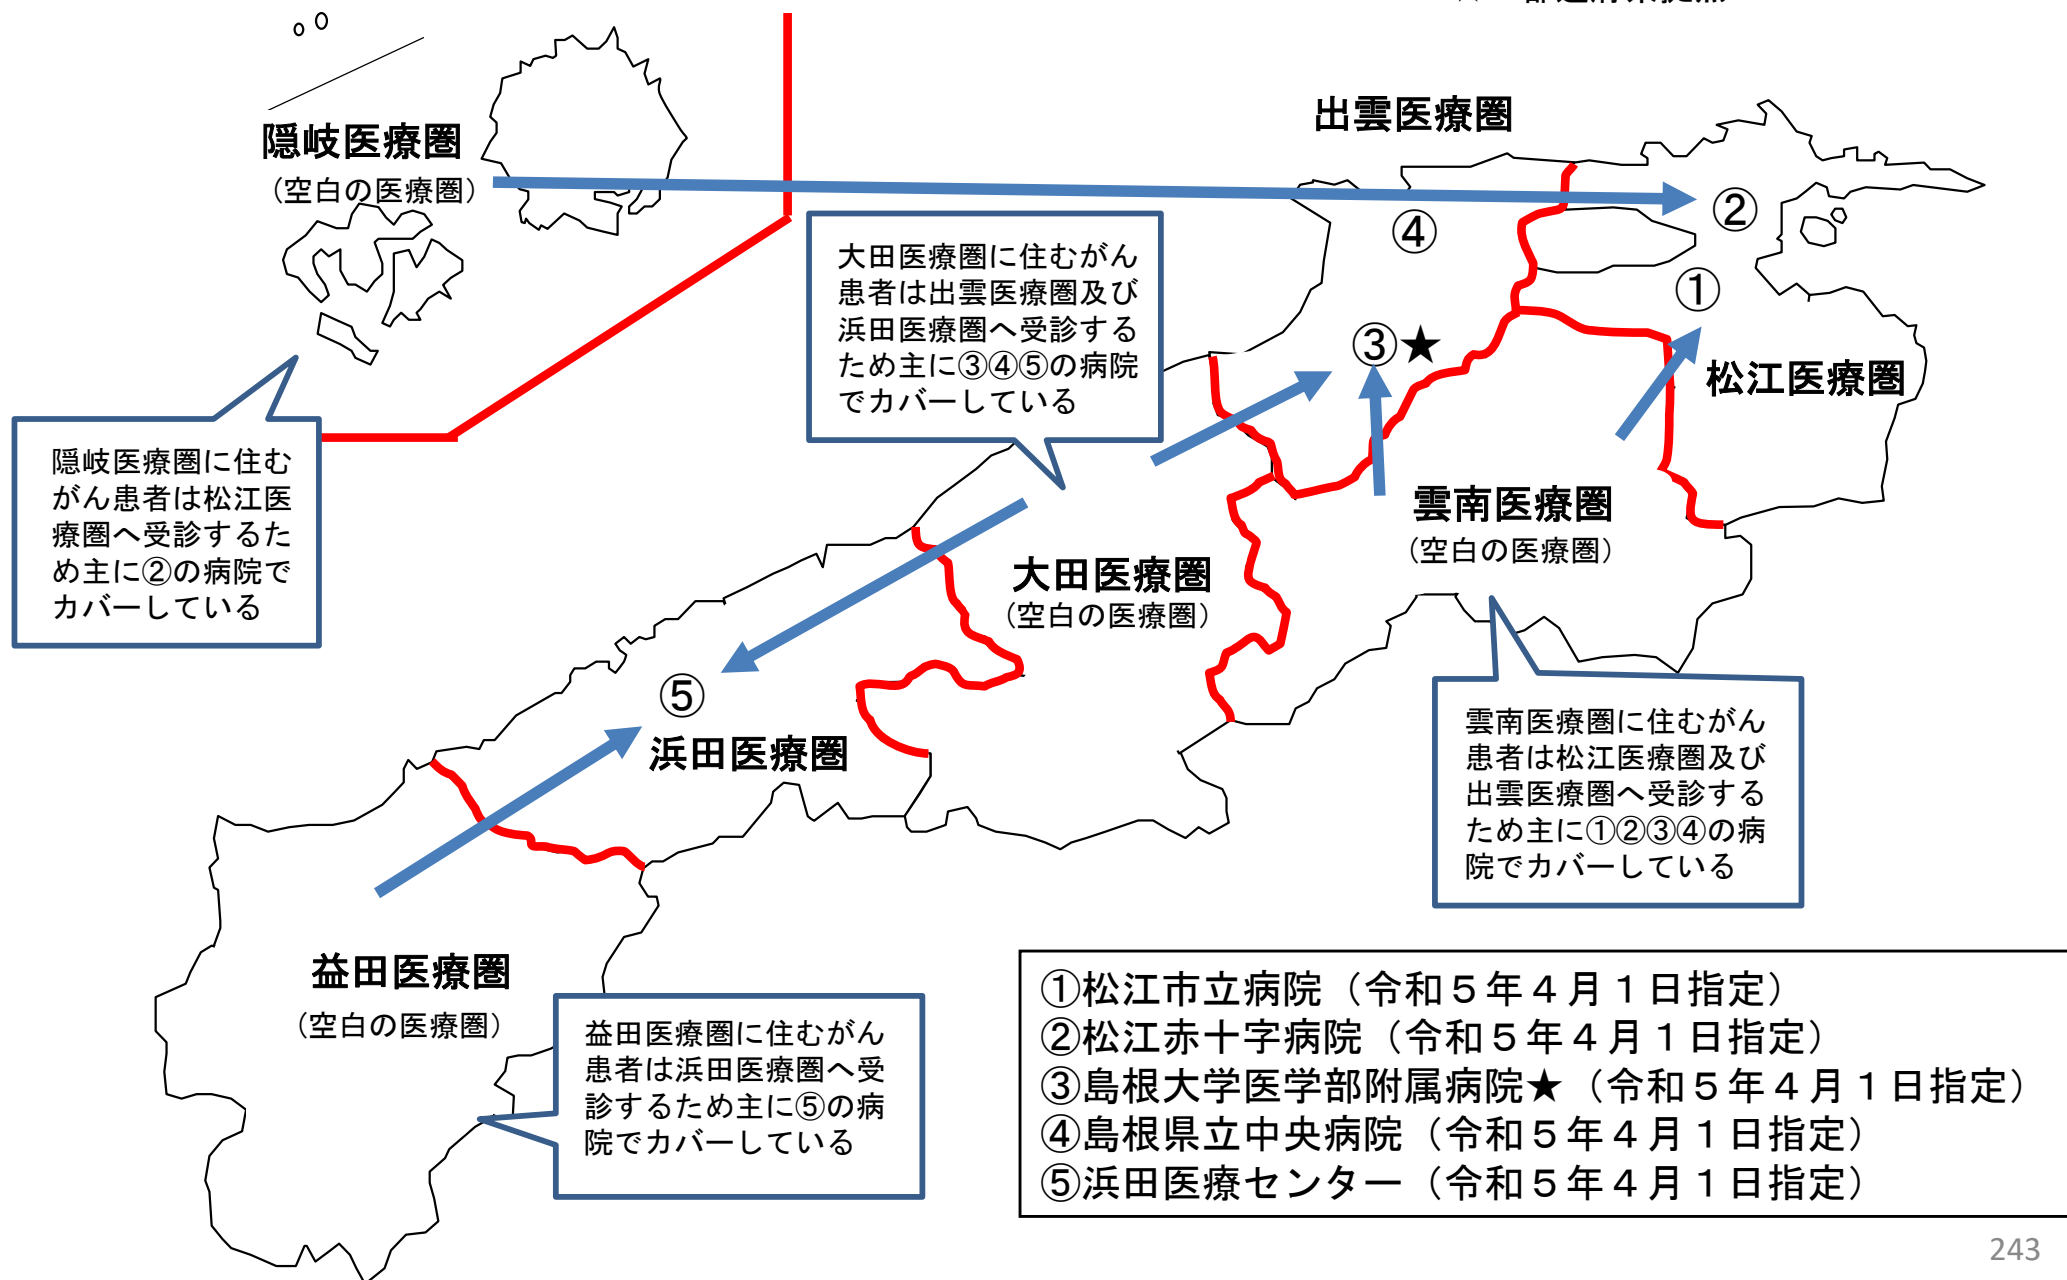 出雲医療圏
隠岐医療圏
（空白の医療圏）
②
④
大田医療圏に住むがん
患者は出雲医療圏及び
浜田医療圏へ受診する
ため主に③④⑤の病院
でカバーしている
①
③★
松江医療圏
隠岐医療圏に住む
がん患者は松江医
療圏へ受診するた
め主に②の病院で
カバーしている
雲南医療圏
（空白の医療圏）
大田医療圏
（空白の医療圏）
⑤
浜田医療圏
雲南医療圏に住むがん
患者は松江医療圏及び
出雲医療圏へ受診する
ため主に①②③④の病
院でカバーしている
益田医療圏
（空白の医療圏）
益田医療圏に住むがん
患者は浜田医療圏へ受
診するため主に⑤の病
院でカバーしている
①松江市立病院（令和５年４月１日指定）
②松江赤十字病院（令和５年４月１日指定）
③島根大学医学部附属病院★（令和５年４月１日指定）
④島根県立中央病院（令和５年４月１日指定）
⑤浜田医療センター（令和５年４月１日指定）
243